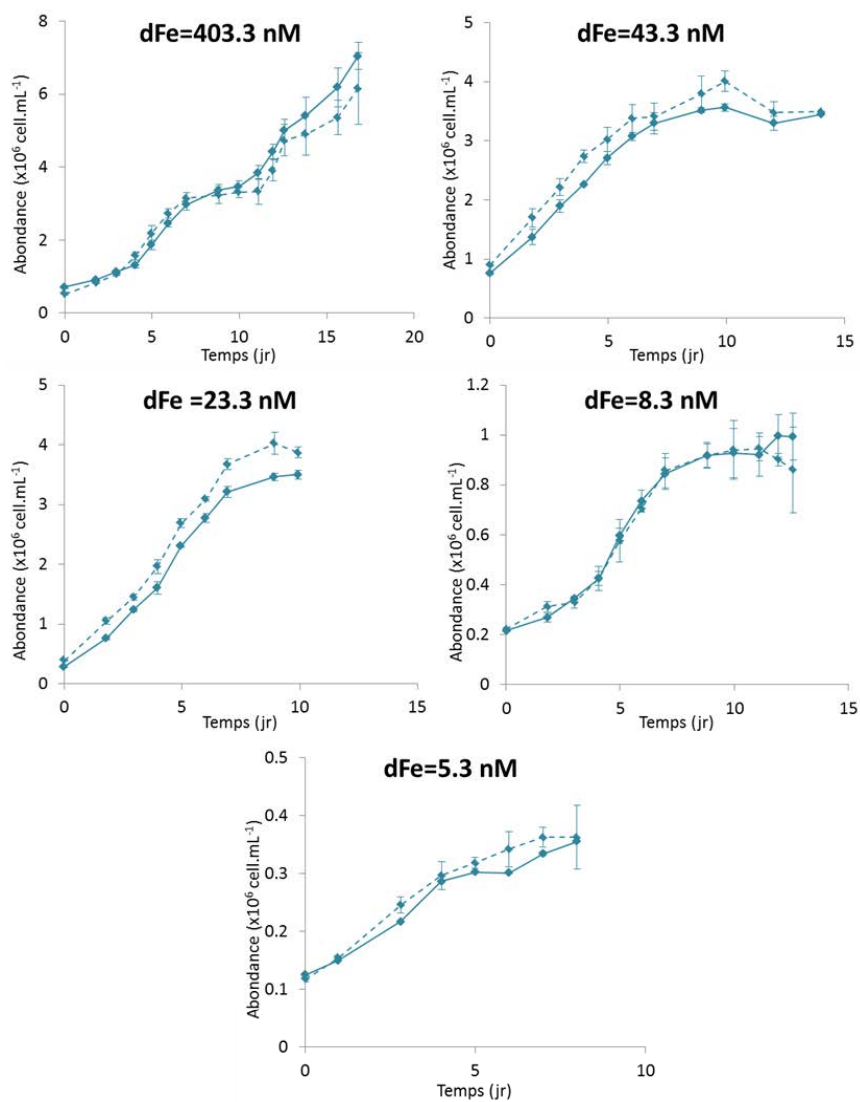 dFe=403.3 nM
Abondance (x10⁶ cell.mL⁻¹)
8
6
4
2
0
0 5 10 15 20
Temps (jr)
dFe=43.3 nM
Abondance (x10⁶ cell.mL⁻¹)
5
4
3
2
1
0
0 5 10 15
Temps (jr)
dFe =23.3 nM
Abondance (x10⁶ cell.mL⁻¹)
5
4
3
2
1
0
0 5 10 15
Temps (jr)
dFe=8.3 nM
Abondance (x10⁶ cell.mL⁻¹)
1.2
1
0.8
0.6
0.4
0.2
0
0 5 10 15
Temps (jr)
dFe=5.3 nM
Abondance (x10⁶ cell.mL⁻¹)
0.5
0.4
0.3
0.2
0.1
0
0 5 10
Temps (jr)